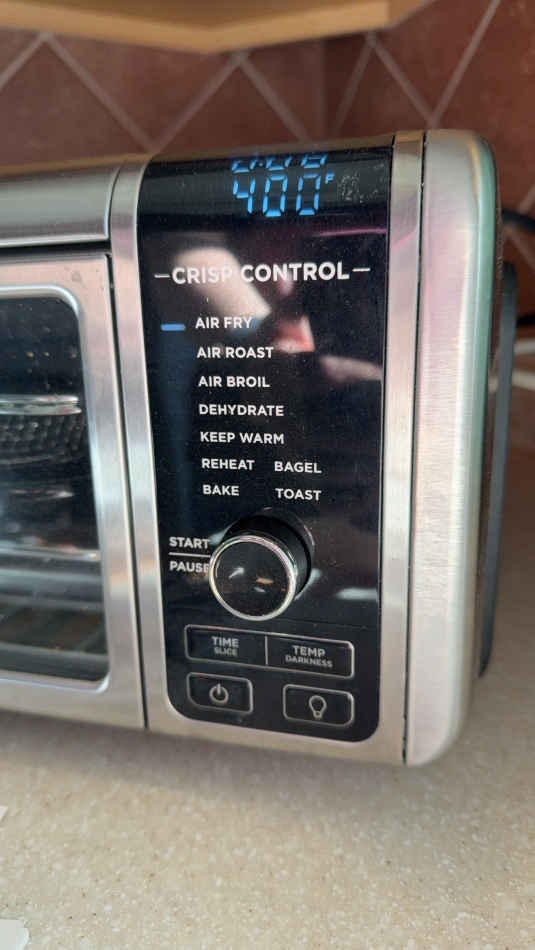 400F
CRISP CONTROL
AIR FRY
AIR ROAST
AIR BROIL
DEHYDRATE
KEEP WARM
REHEAT BAGEL
BAKE TOAST
START
PAUSE
TIME TEMP
SLICE DARKNESS